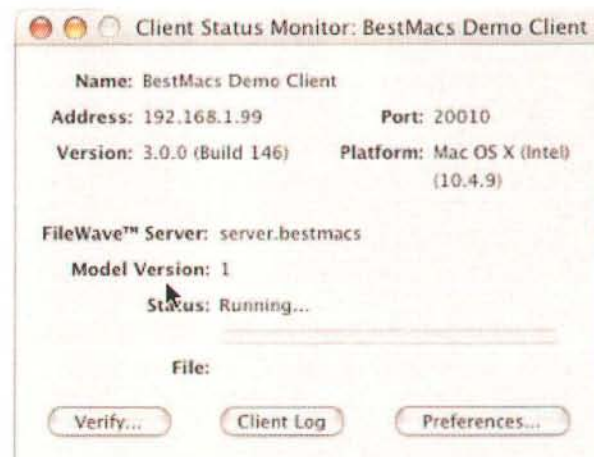 Client Status Monitor: BestMacs Demo Client
Name: BestMacs Demo Client
Address: 192.168.1.99 Port: 20010
Version: 3.0.0 (Build 146) Platform: Mac OS X (Intel)
(10.4.9)
FileWave™ Server: server.bestmacs
Model Version: 1
Status: Running...
File:
Verify... Client Log Preferences...